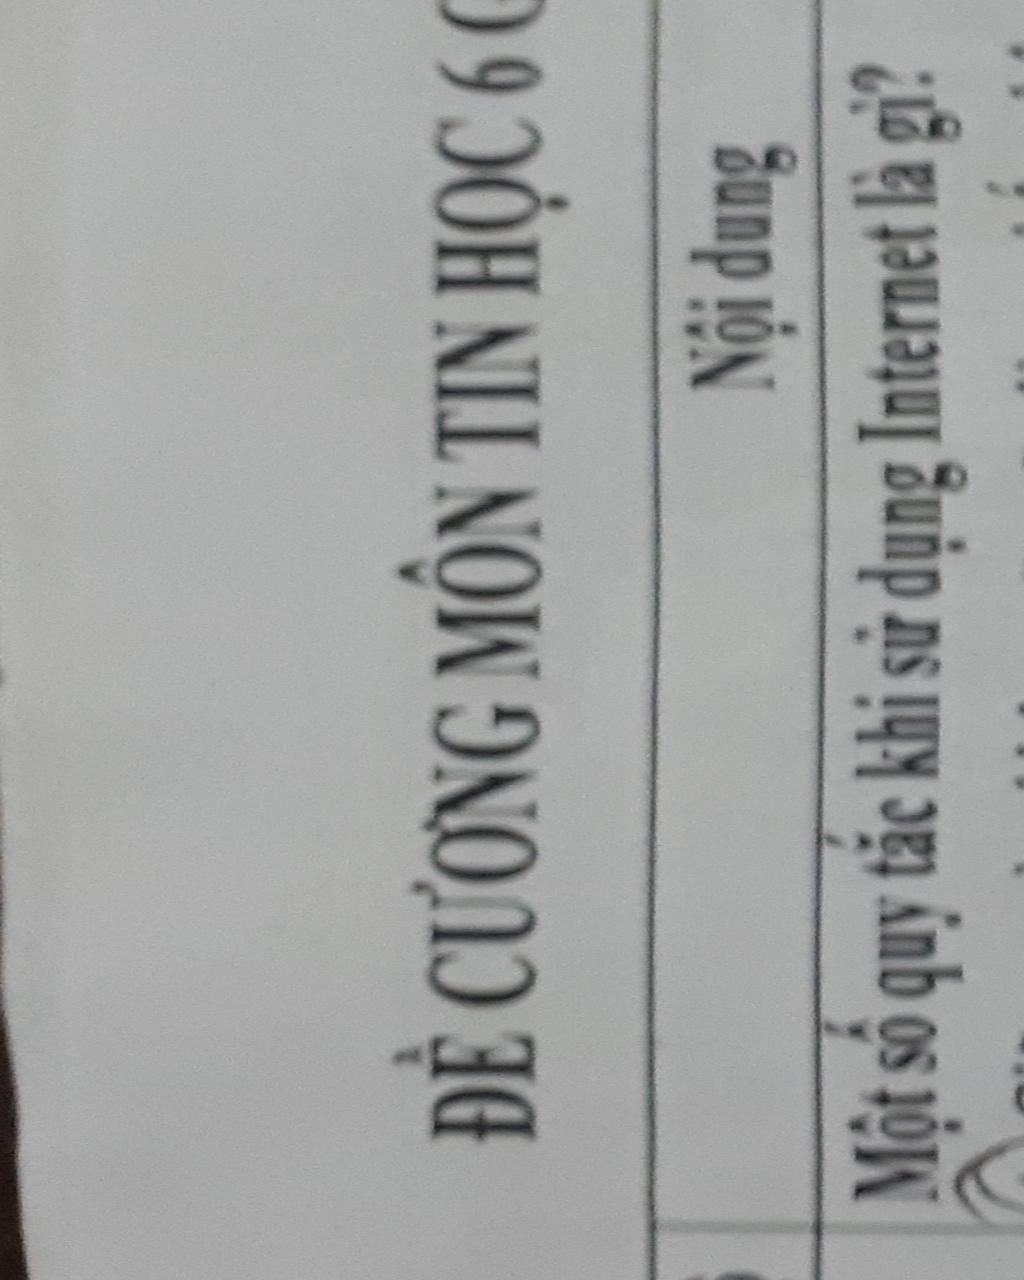 ĐỀ CƯƠNG MÔN TIN HỌC 6 G
Nội dung
Một số quy tắc khi sử dụng Internet là gì?